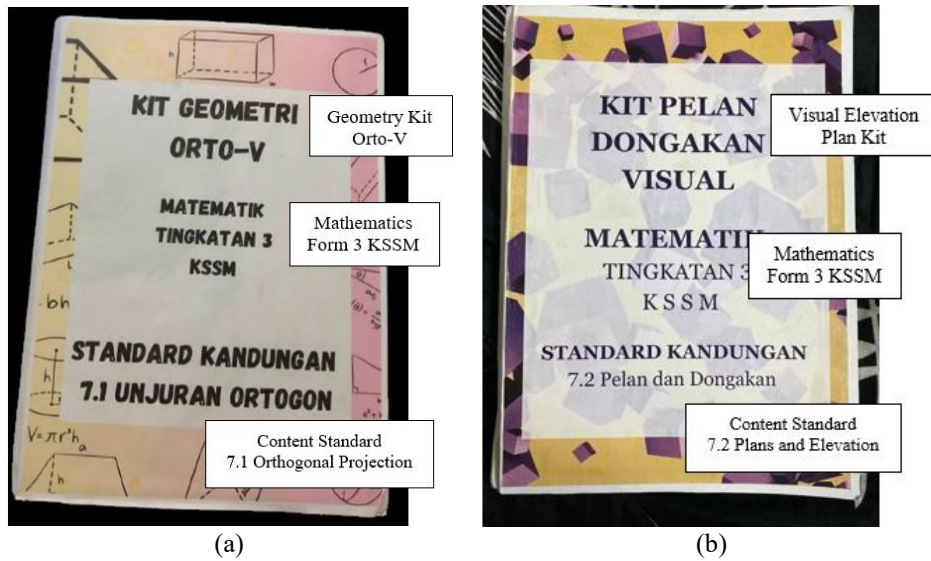 KIT GEOMETRI
ORTO-V
Geometry Kit
Orto-V
MATEMATIK
TINGKATAN 3
KSSM
Mathematics
Form 3 KSSM
bh
h
STANDARD KANDUNGAN
7.1 UNJURAN ORTOGON
V=πr²h
a
h
Content Standard
7.1 Orthogonal Projection
(a)
KIT PELAN
DONGAKAN
VISUAL
Visual Elevation
Plan Kit
MATEMATIK
TINGKATAN 3
KSSM
Mathematics
Form 3 KSSM
STANDARD KANDUNGAN
7.2 Pelan dan Dongakan
Content Standard
7.2 Plans and Elevation
(b)